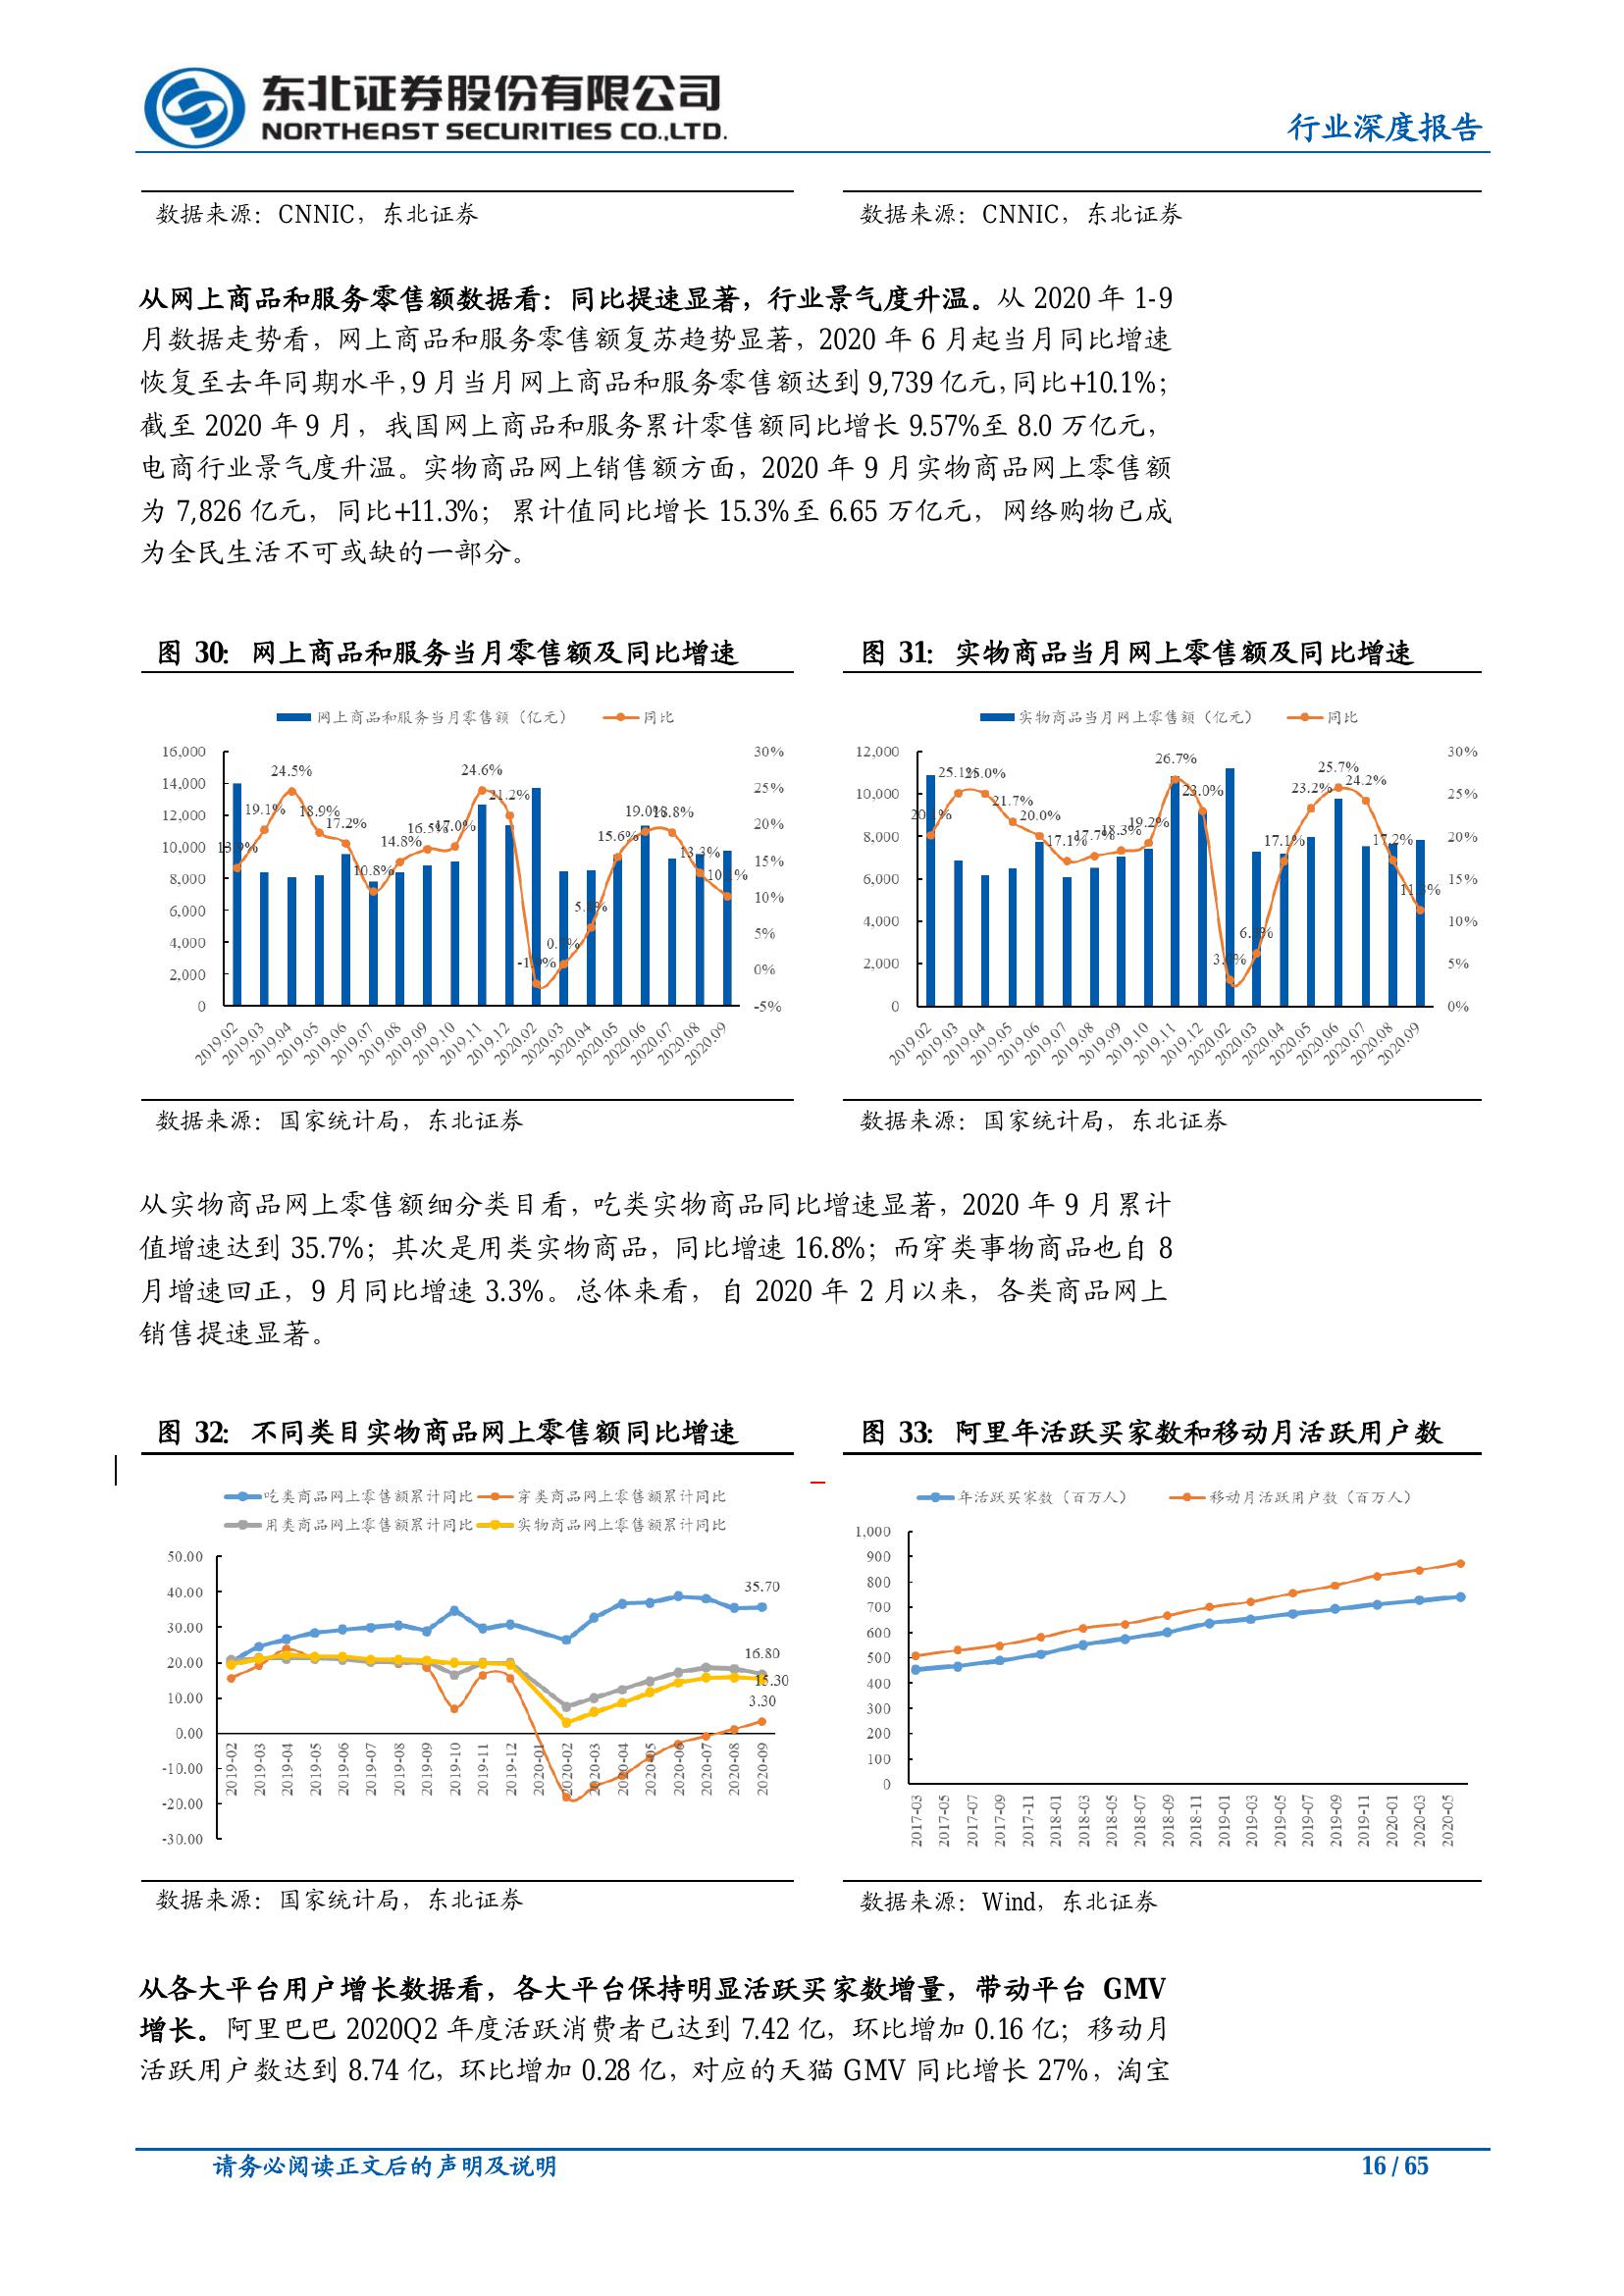 东北证券股份有限公司
NORTHEAST SECURITIES CO.,LTD.
行业深度报告
数据来源：CNNIC，东北证券
数据来源：CNNIC，东北证券
从网上商品和服务零售额数据看：同比提速显著，行业景气度升温。从 2020 年 1-9
月数据走势看，网上商品和服务零售额复苏趋势显著，2020 年 6 月起当月同比增速
恢复至去年同期水平，9 月当月网上商品和服务零售额达到 9,739 亿元，同比+10.1%；
截至 2020 年 9 月，我国网上商品和服务累计零售额同比增长 9.57%至 8.0 万亿元，
电商行业景气度升温。实物商品网上销售额方面，2020 年 9 月实物商品网上零售额
为 7,826 亿元，同比+11.3%；累计值同比增长 15.3%至 6.65 万亿元，网络购物已成
为全民生活不可或缺的一部分。
图 30：网上商品和服务当月零售额及同比增速
网上商品和服务当月零售额（亿元） 同比
16,000
14,000
12,000
10,000
8,000
6,000
4,000
2,000
0
30%
25%
20%
15%
10%
5%
0%
-5%
19.1%
24.5%
18.9%
17.2%
10.8%
14.8%
16.5%
17.0%
24.6%
21.2%
15.6%
19.0%
18.8%
13.3%
2019.02 2019.03 2019.04 2019.05 2019.06 2019.07 2019.08 2019.09 2019.10 2019.11 2019.12 2020.02 2020.03 2020.04 2020.05 2020.06 2020.07 2020.08 2020.09
数据来源：国家统计局，东北证券
图 31：实物商品当月网上零售额及同比增速
实物商品当月网上零售额（亿元） 同比
12,000
10,000
8,000
6,000
4,000
2,000
0
30%
25%
20%
15%
10%
5%
0%
25.1%
25.0%
21.7%
20.0%
17.1%
17.7%
18.3%
19.2%
26.7%
23.0%
17.1%
23.2%
25.7%
24.2%
17.2%
2019.02 2019.03 2019.04 2019.05 2019.06 2019.07 2019.08 2019.09 2019.10 2019.11 2019.12 2020.02 2020.03 2020.04 2020.05 2020.06 2020.07 2020.08 2020.09
数据来源：国家统计局，东北证券
从实物商品网上零售额细分类目看，吃类实物商品同比增速显著，2020 年 9 月累计
值增速达到 35.7%；其次是用类实物商品，同比增速 16.8%；而穿类事物商品也自 8
月增速回正，9 月同比增速 3.3%。总体来看，自 2020 年 2 月以来，各类商品网上
销售提速显著。
图 32：不同类目实物商品网上零售额同比增速
吃类商品网上零售额累计同比 穿类商品网上零售额累计同比
用类商品网上零售额累计同比 实物商品网上零售额累计同比
50.00
40.00
30.00
20.00
10.00
0.00
-10.00
-20.00
-30.00
35.70
16.80
15.30
3.30
2019-02 2019-03 2019-04 2019-05 2019-06 2019-07 2019-08 2019-09 2019-10 2019-11 2019-12 2020-01 2020-02 2020-03 2020-04 2020-05 2020-06 2020-07 2020-08 2020-09
数据来源：国家统计局，东北证券
图 33：阿里年活跃买家数和移动月活跃用户数
年活跃买家数（百万人） 移动月活跃用户数（百万人）
1,000
900
800
700
600
500
400
300
200
100
0
2017-03 2017-05 2017-07 2017-09 2017-11 2018-01 2018-03 2018-05 2018-07 2018-09 2018-11 2019-01 2019-03 2019-05 2019-07 2019-09 2019-11 2020-01 2020-03 2020-05
数据来源：Wind，东北证券
从各大平台用户增长数据看，各大平台保持明显活跃买家数增量，带动平台 GMV
增长。阿里巴巴 2020Q2 年度活跃消费者已达到 7.42 亿，环比增加 0.16 亿；移动月
活跃用户数达到 8.74 亿，环比增加 0.28 亿，对应的天猫 GMV 同比增长 27%，淘宝
请务必阅读正文后的声明及说明
16 / 65